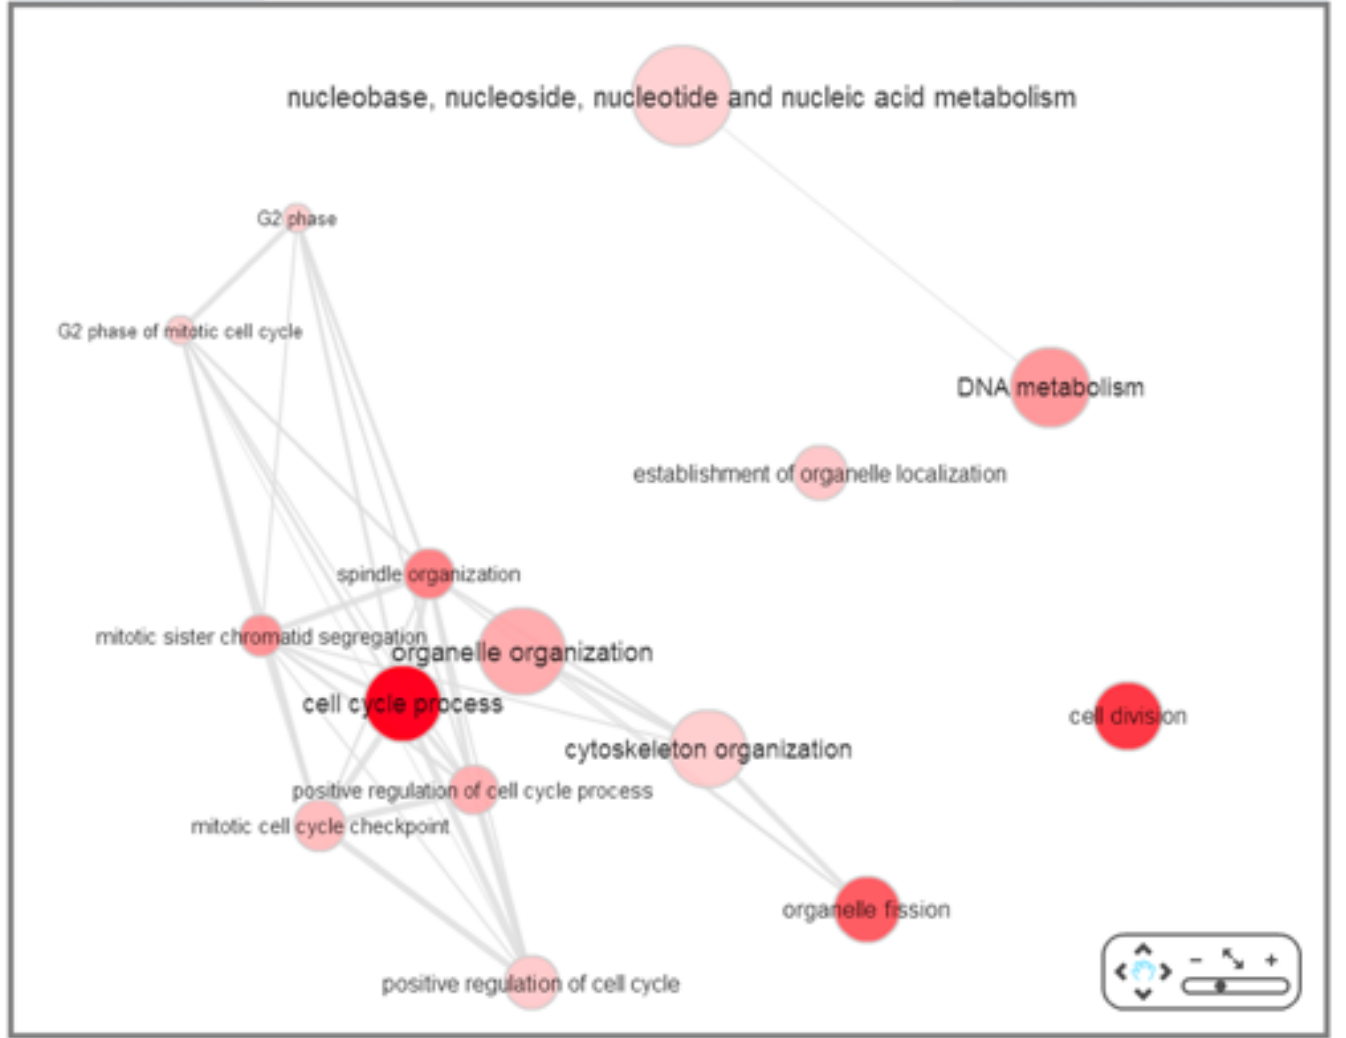 nucleobase, nucleoside, nucleotide and nucleic acid metabolism
G2 phase
G2 phase of mitotic cell cycle
DNA metabolism
establishment of organelle localization
spindle organization
mitotic sister chromatid segregation
organelle organization
cell cycle process
cell division
cytoskeleton organization
positive regulation of cell cycle process
mitotic cell cycle checkpoint
organelle fission
positive regulation of cell cycle